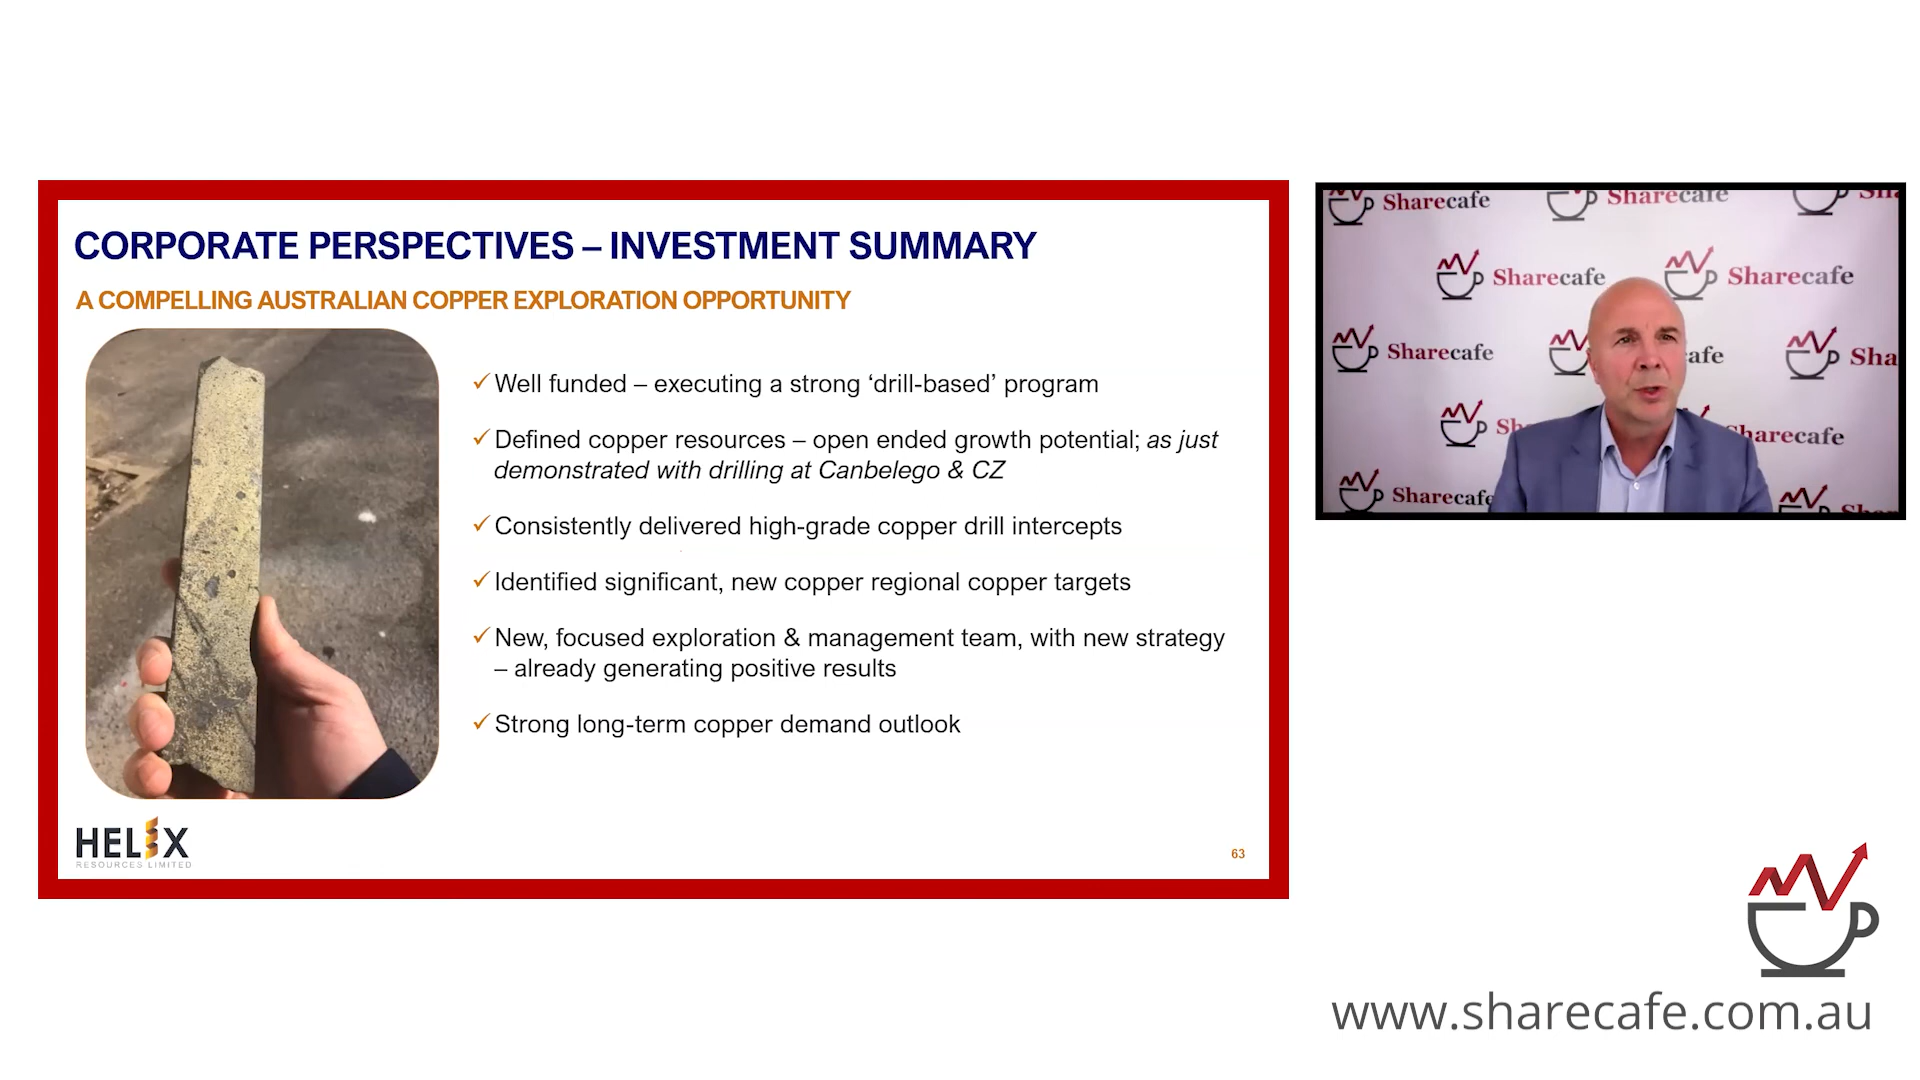 CORPORATE PERSPECTIVES – INVESTMENT SUMMARY
A COMPELLING AUSTRALIAN COPPER EXPLORATION OPPORTUNITY
✓Well funded – executing a strong ‘drill-based’ program
✓Defined copper resources – open ended growth potential; as just
demonstrated with drilling at Canbelego & CZ
✓Consistently delivered high-grade copper drill intercepts
✓Identified significant, new copper regional copper targets
✓New, focused exploration & management team, with new strategy
– already generating positive results
✓Strong long-term copper demand outlook
HELIX
RESOURCES LIMITED
63
Sharecafe Sharecafe
Sharecafe Sharecafe
Sharecafe
Sharecafe
Sharecafe
www.sharecafe.com.au